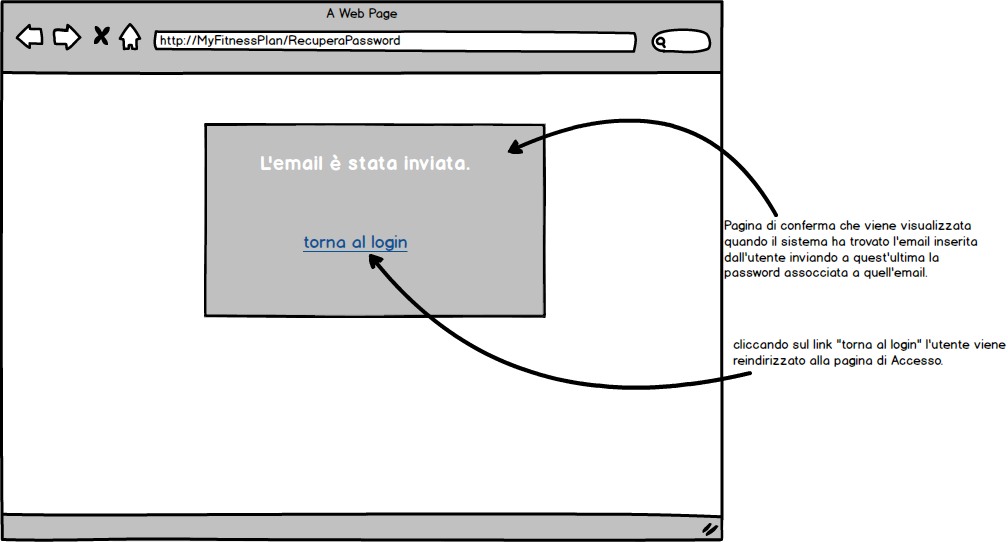 A Web Page
http://MyFitnessPlan/RecuperaPassword
L'email è stata inviata.
torna al login
Pagina di conferma che viene visualizzata
quando il sistema ha trovato l'email inserita
dall'utente inviando a quest'ultima la
password assocciata a quell'email.
cliccando sul link "torna al login" l'utente viene
reindirizzato alla pagina di Accesso.